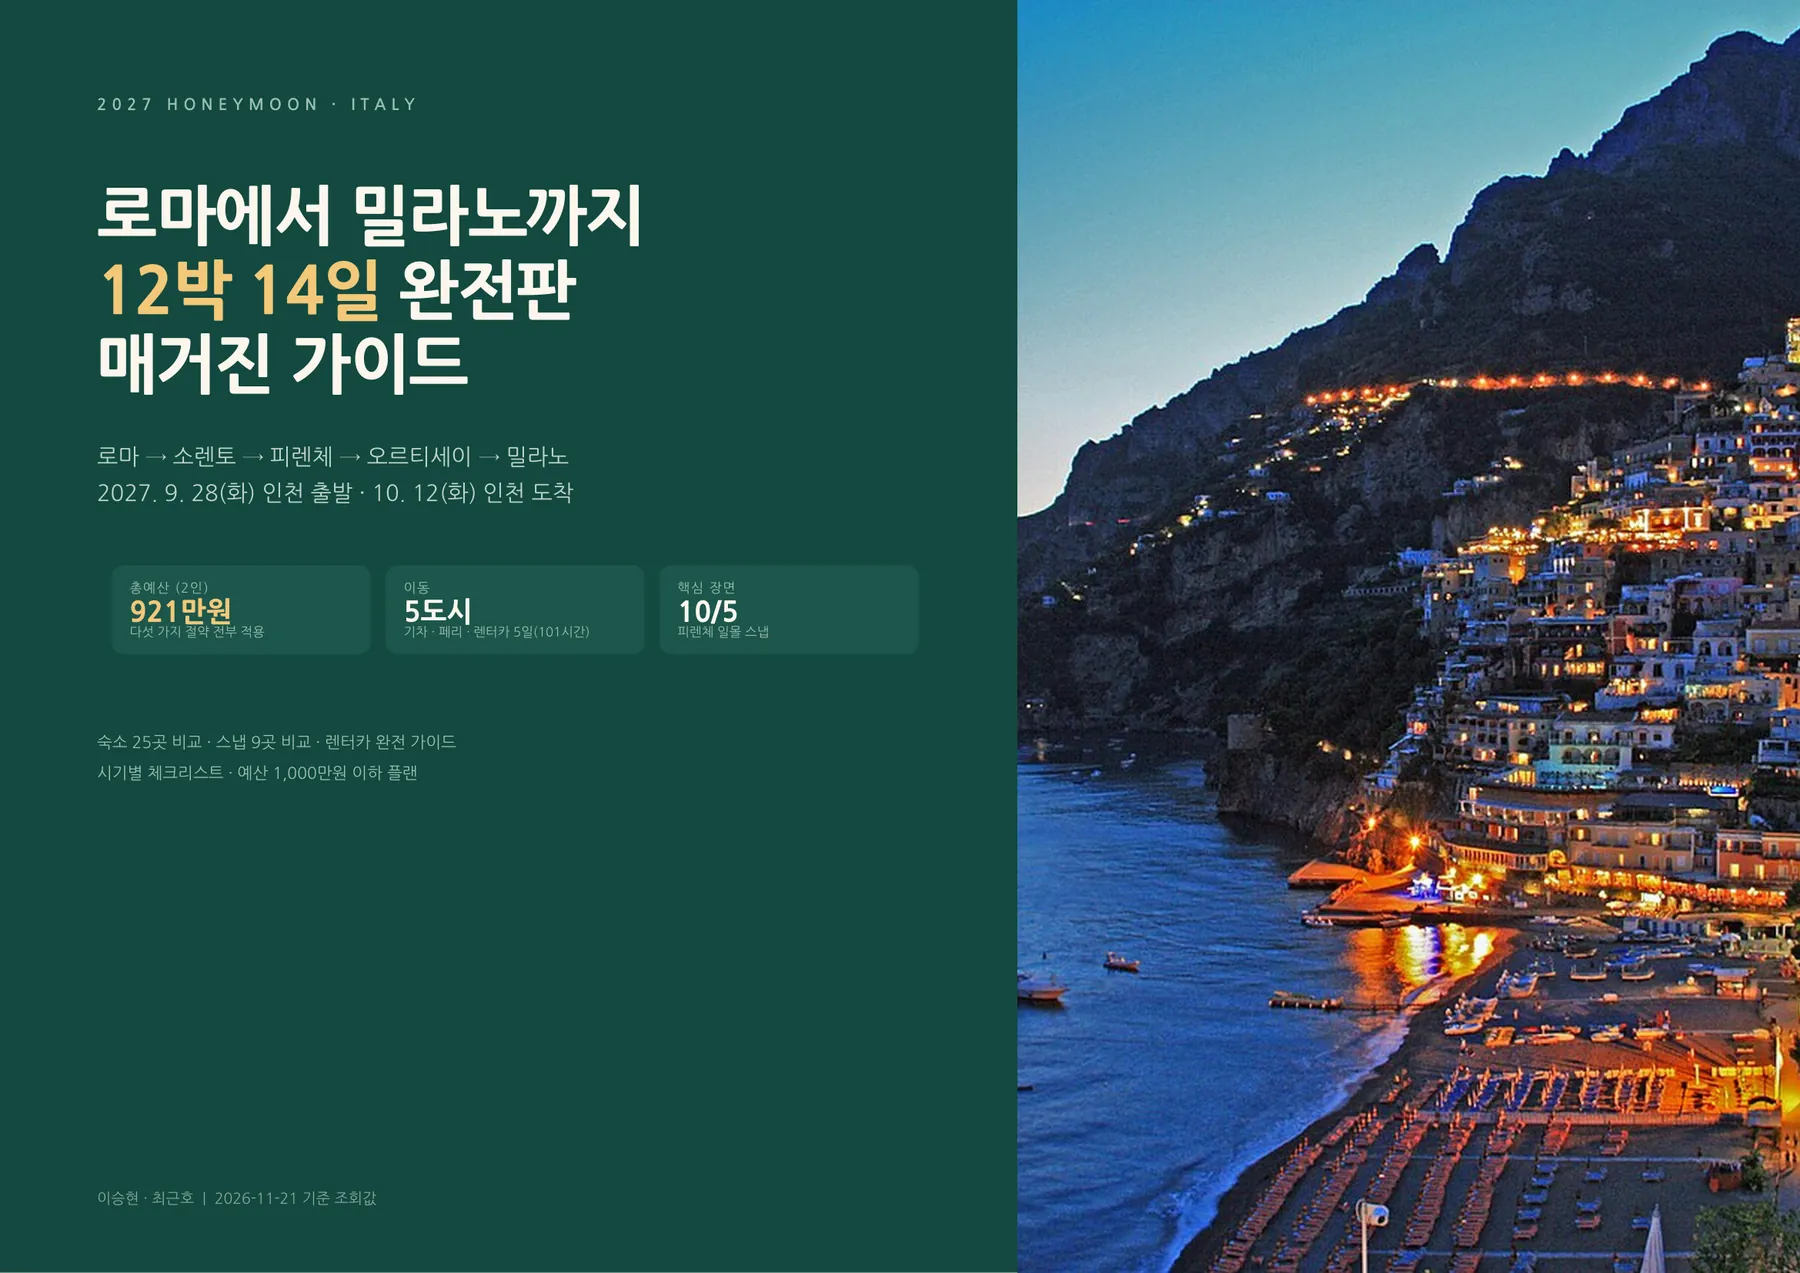 2027 HONEYMOON · ITALY
로마에서 밀라노까지
12박 14일 완전판
매거진 가이드
로마 → 소렌토 → 피렌체 → 오르티세이 → 밀라노
2027. 9. 28(화) 인천 출발 · 10. 12(화) 인천 도착
총예산 (2인)
921만원
다섯 가지 절약 전부 적용
이동
5도시
기차 · 페리 · 렌터카 5일(101시간)
핵심 장면
10/5
피렌체 일몰 스냅
숙소 25곳 비교 · 스냅 9곳 비교 · 렌터카 완전 가이드
시기별 체크리스트 · 예산 1,000만원 이하 플랜
이승현 · 최근호 | 2026-11-21 기준 조회값